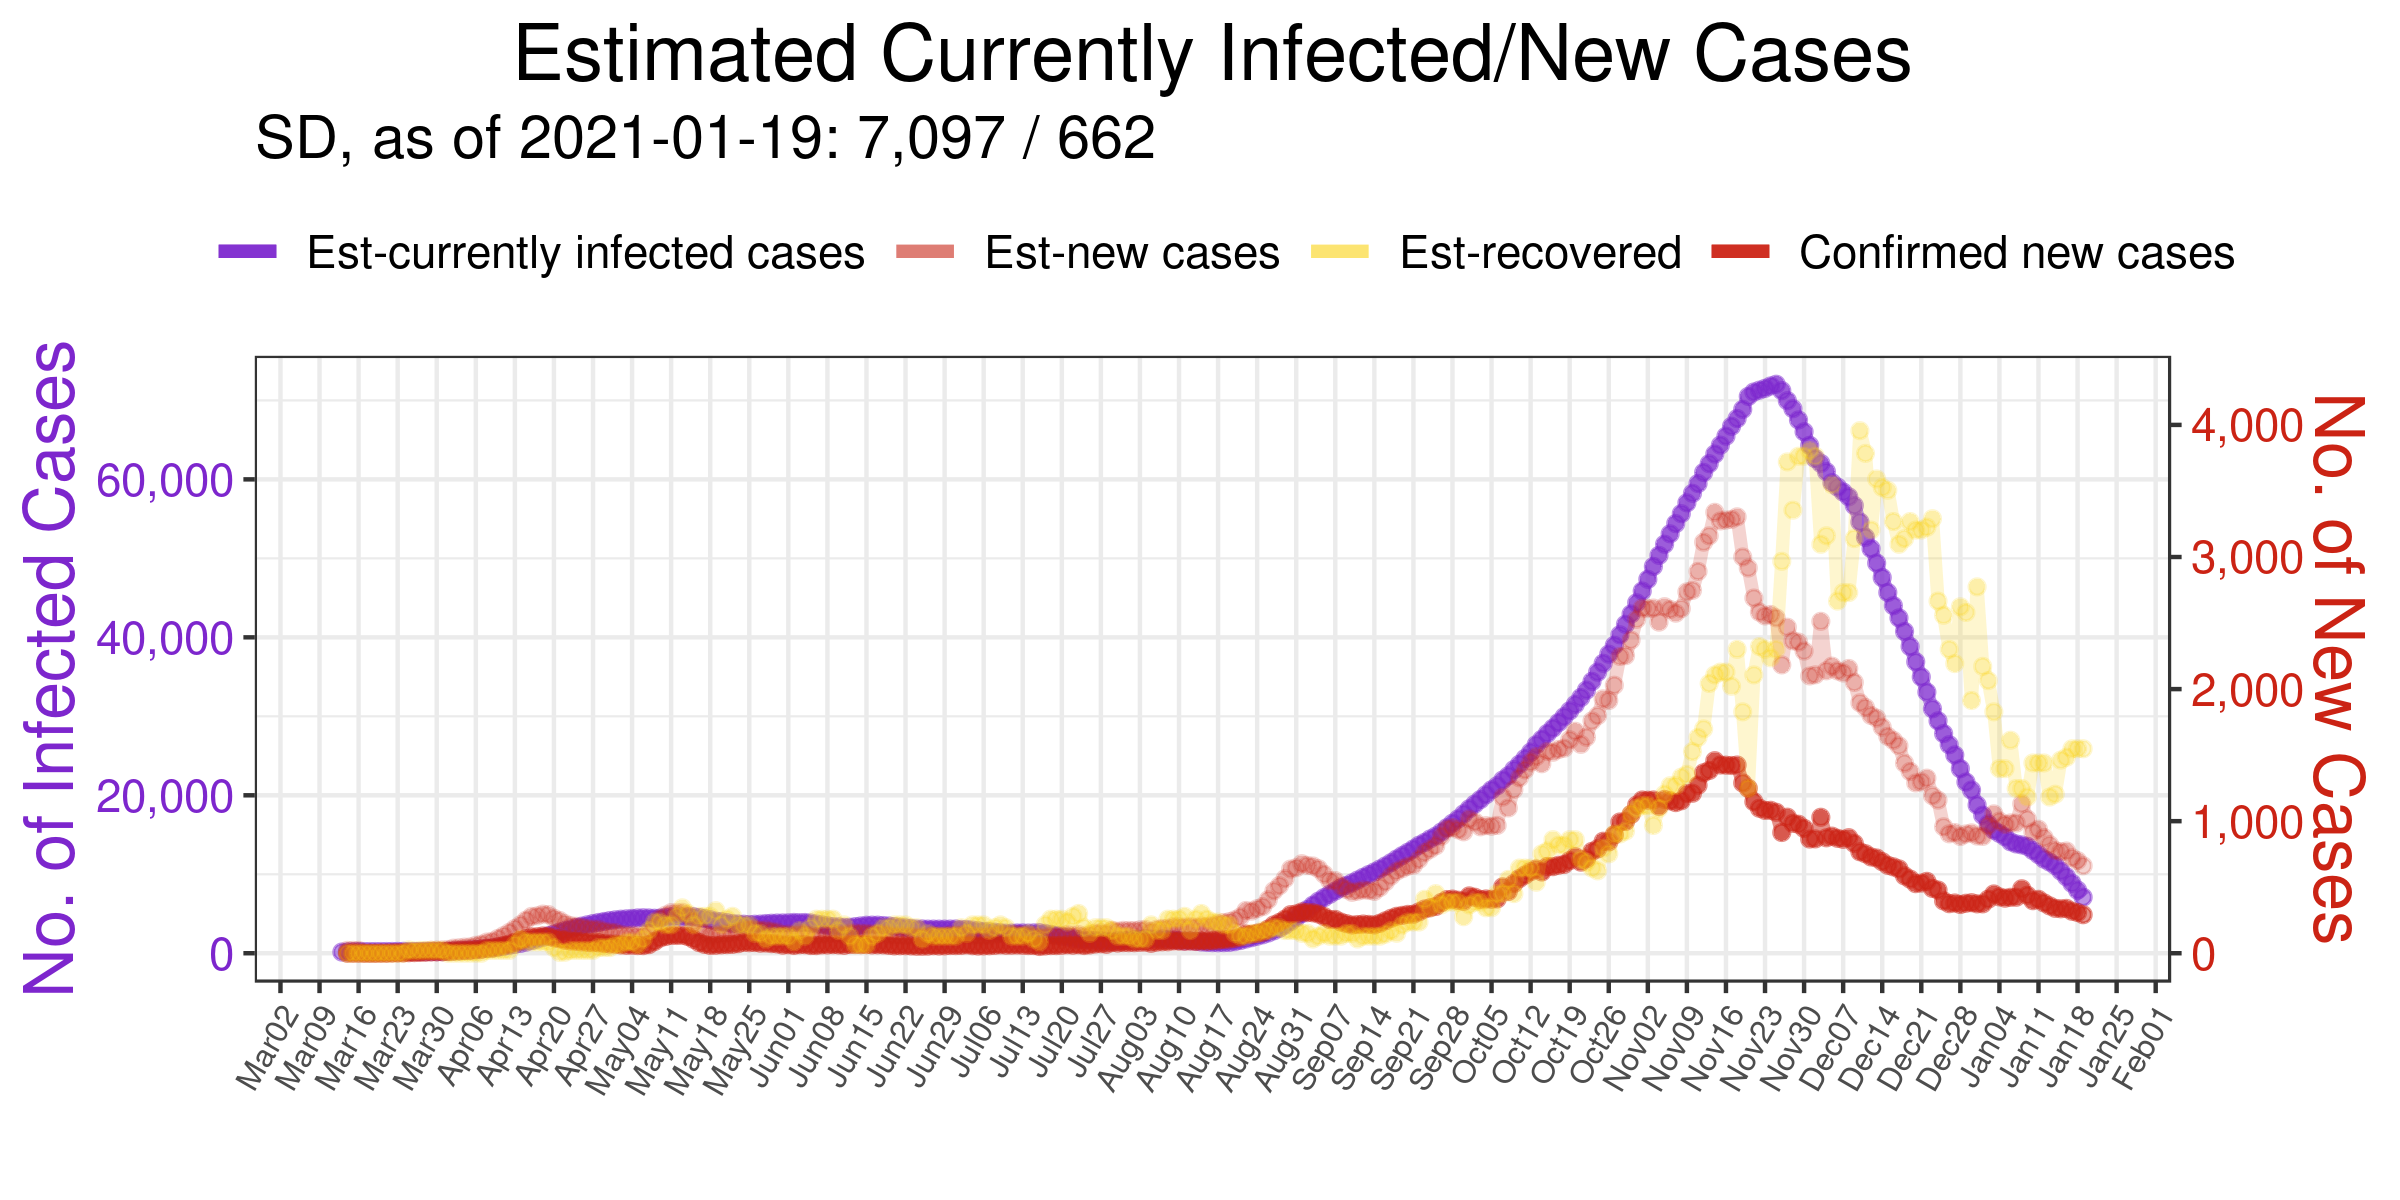 Estimated Currently Infected/New Cases
SD, as of 2021-01-19: 7,097 / 662
Est-currently infected cases
Est-new cases
Est-recovered
Confirmed new cases
No. of Infected Cases
60,000
40,000
20,000
0
4,000
3,000
2,000
1,000
0
No. of New Cases
Mar02
Mar09
Mar16
Mar23
Mar30
Apr06
Apr13
Apr20
Apr27
May04
May11
May18
May25
Jun01
Jun08
Jun15
Jun22
Jun29
Jul06
Jul13
Jul20
Jul27
Aug03
Aug10
Aug17
Aug24
Aug31
Sep07
Sep14
Sep21
Sep28
Oct05
Oct12
Oct19
Oct26
Nov02
Nov09
Nov16
Nov23
Nov30
Dec07
Dec14
Dec21
Dec28
Jan04
Jan11
Jan18
Jan25
Feb01